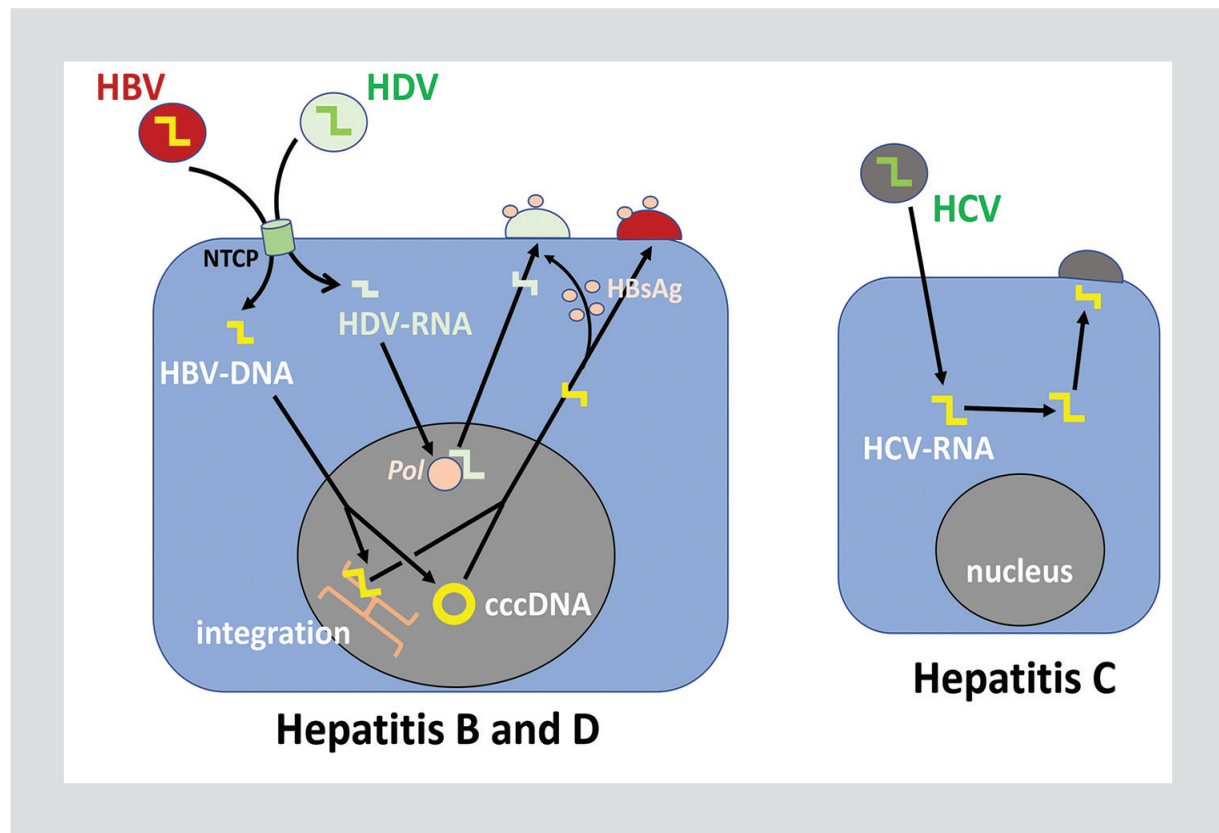 HBV
HDV
NTCP
HDV-RNA
HBsAg
HBV-DNA
Pol
integration
cccDNA
Hepatitis B and D
HCV
HCV-RNA
nucleus
Hepatitis C